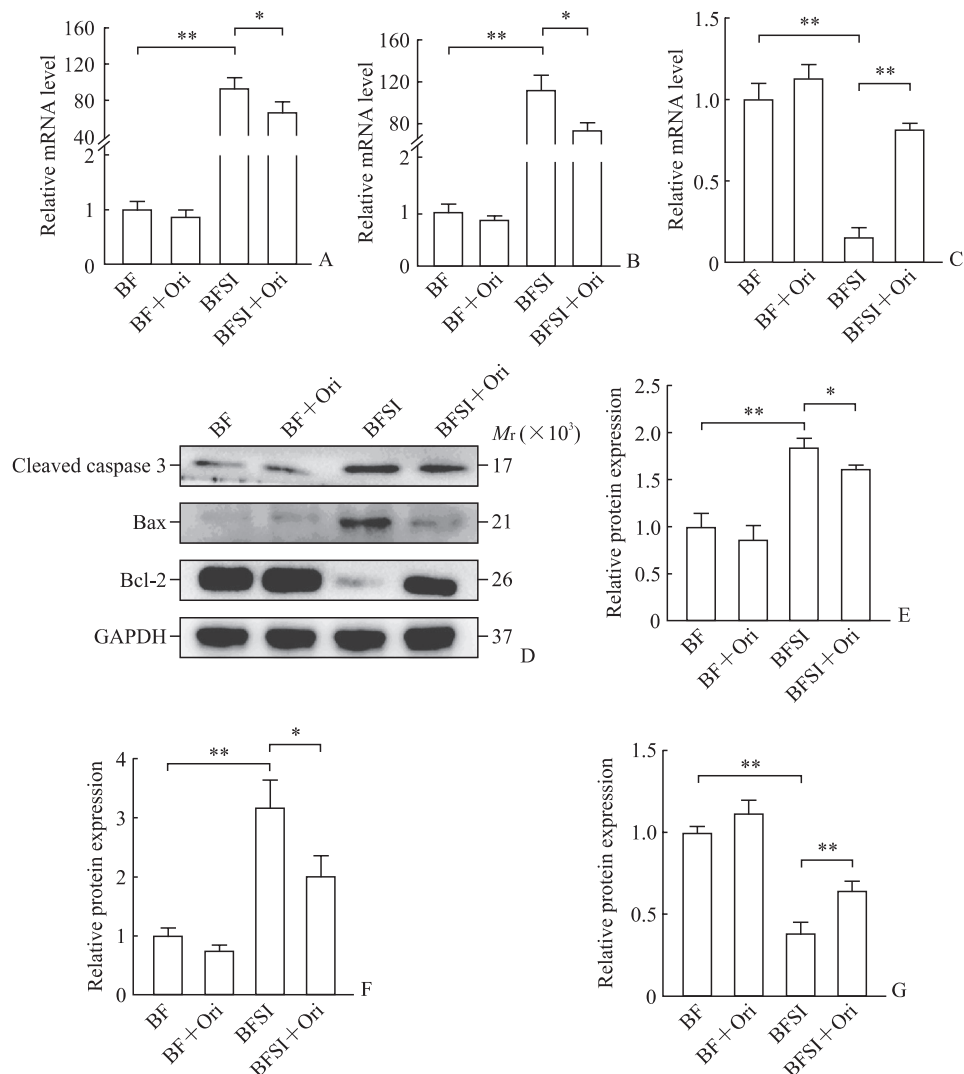 160
120
80
40
2
1
0
Relative mRNA level
**
*
BF
BF+Ori
BFSI
BFSI+Ori
A
160
120
80
2
1
0
Relative mRNA level
**
*
BF
BF+Ori
BFSI
BFSI+Ori
B
1.5
1.0
0.5
0
Relative mRNA level
**
**
BF
BF+Ori
BFSI
BFSI+Ori
C
BF
BF+Ori
BFSI
BFSI+Ori
Mr (×10³)
Cleaved caspase 3
17
Bax
21
Bcl-2
26
GAPDH
37
D
2.5
2.0
1.5
1.0
0.5
0
Relative protein expression
**
*
BF
BF+Ori
BFSI
BFSI+Ori
E
4
3
2
1
0
Relative protein expression
**
*
BF
BF+Ori
BFSI
BFSI+Ori
F
1.5
1.0
0.5
0
Relative protein expression
**
**
BF
BF+Ori
BFSI
BFSI+Ori
G